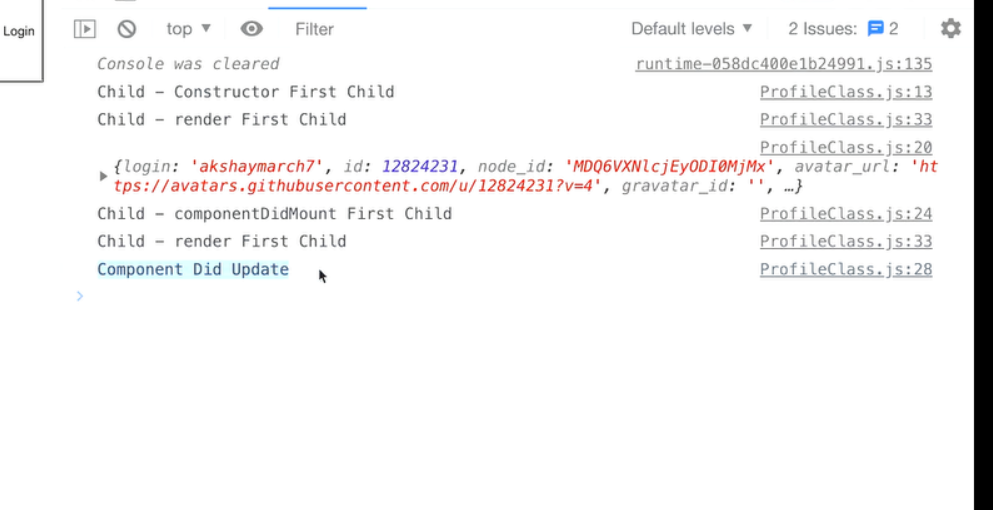 Login
top ▼ Filter Default levels ▼ 2 Issues: 2
Console was cleared runtime-058dc400e1b24991.js:135
Child - Constructor First Child ProfileClass.js:13
Child - render First Child ProfileClass.js:33
ProfileClass.js:20
{login: 'akshaymarch7', id: 12824231, node_id: 'MDQ6VXNlcjEyODI0MjMx', avatar_url: 'ht
tps://avatars.githubusercontent.com/u/12824231?v=4', gravatar_id: '', …}
Child - componentDidMount First Child ProfileClass.js:24
Child - render First Child ProfileClass.js:33
Component Did Update ProfileClass.js:28